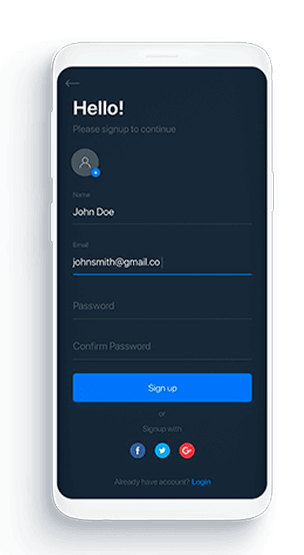 Hello!
Please signup to continue
Name
John Doe
Email
johnsmith@gmail.co
Password
Confirm Password
Sign up
or
Signup with
f
G+
Already have account? Login